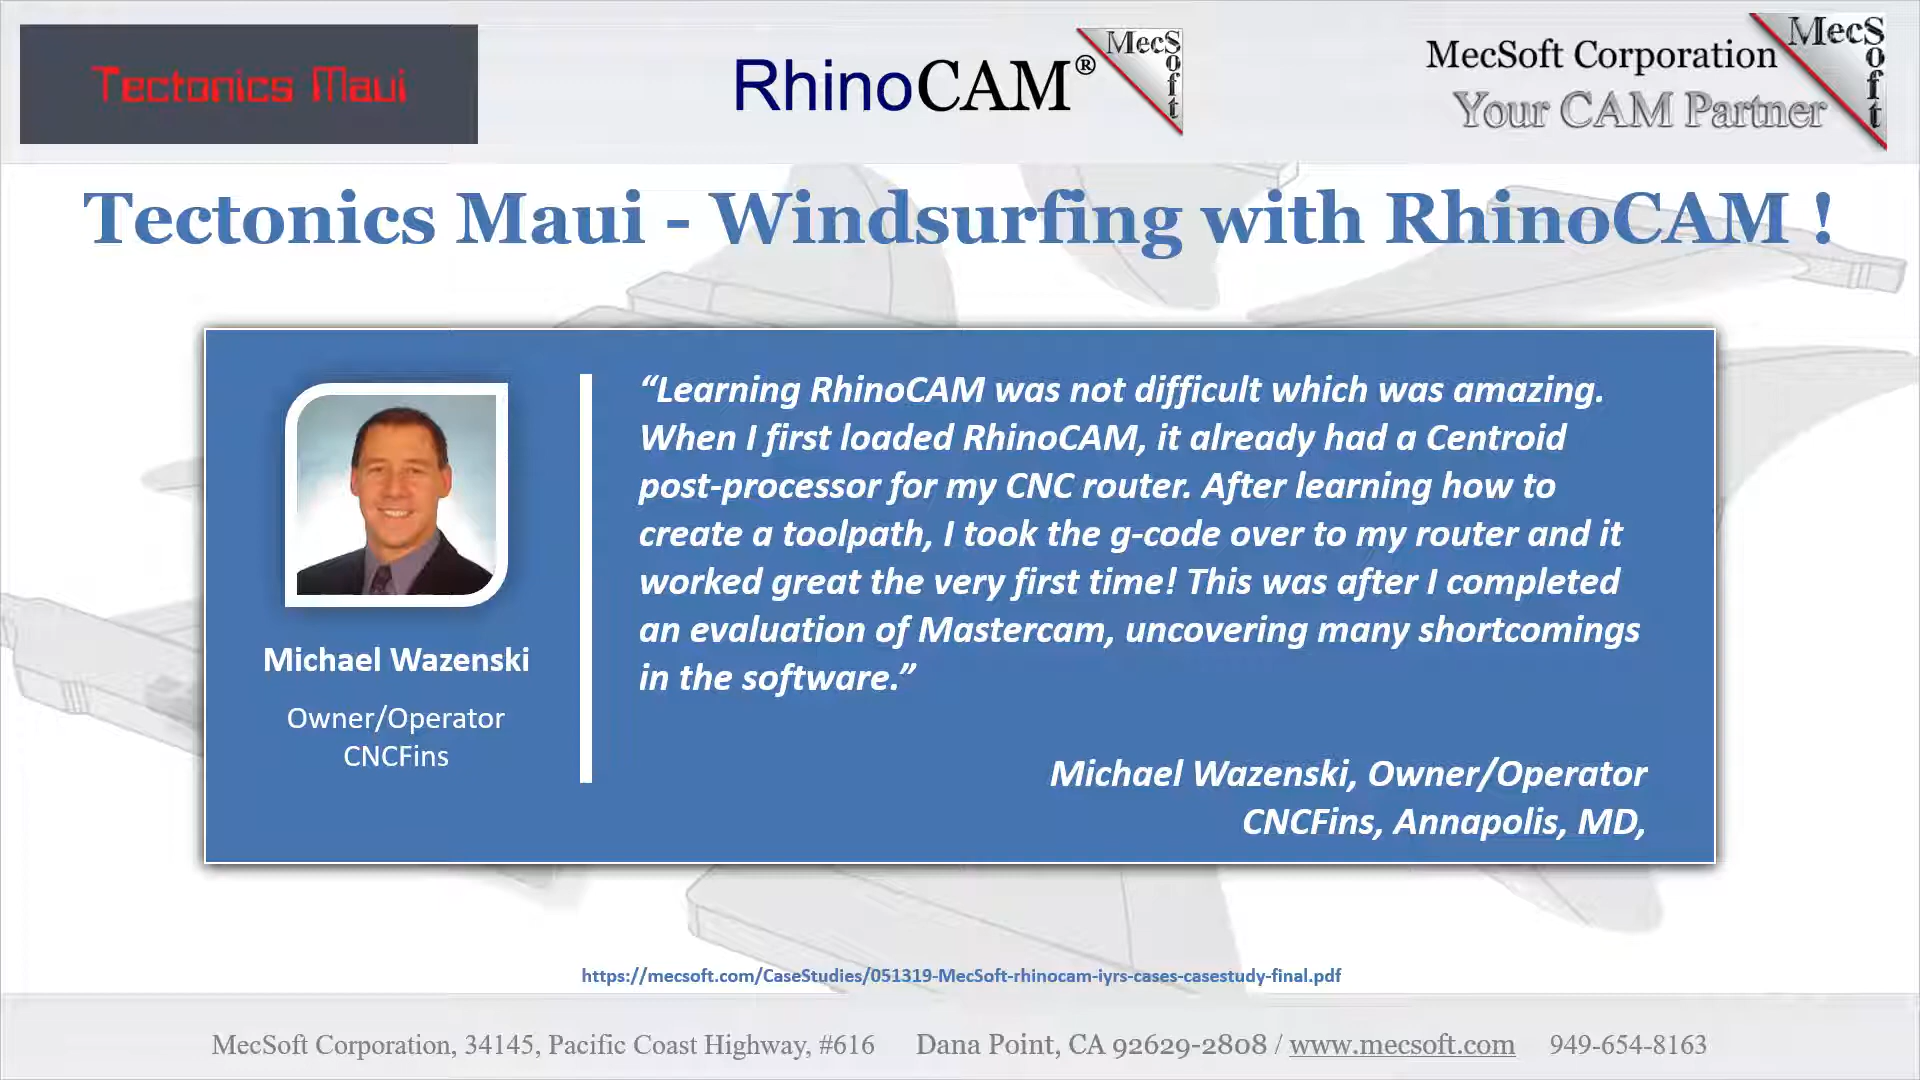 Tectonics Maui
RhinoCAM®
MecSoft
MecSoft Corporation
Your CAM Partner
MecSoft
Tectonics Maui - Windsurfing with RhinoCAM !
Michael Wazenski
Owner/Operator
CNCFins
“Learning RhinoCAM was not difficult which was amazing.
When I first loaded RhinoCAM, it already had a Centroid
post-processor for my CNC router. After learning how to
create a toolpath, I took the g-code over to my router and it
worked great the very first time! This was after I completed
an evaluation of Mastercam, uncovering many shortcomings
in the software.”
Michael Wazenski, Owner/Operator
CNCFins, Annapolis, MD,
https://mecsoft.com/CaseStudies/051319-MecSoft-rhinocam-iyrs-cases-casestudy-final.pdf
MecSoft Corporation, 34145, Pacific Coast Highway, #616 Dana Point, CA 92629-2808 / www.mecsoft.com 949-654-8163